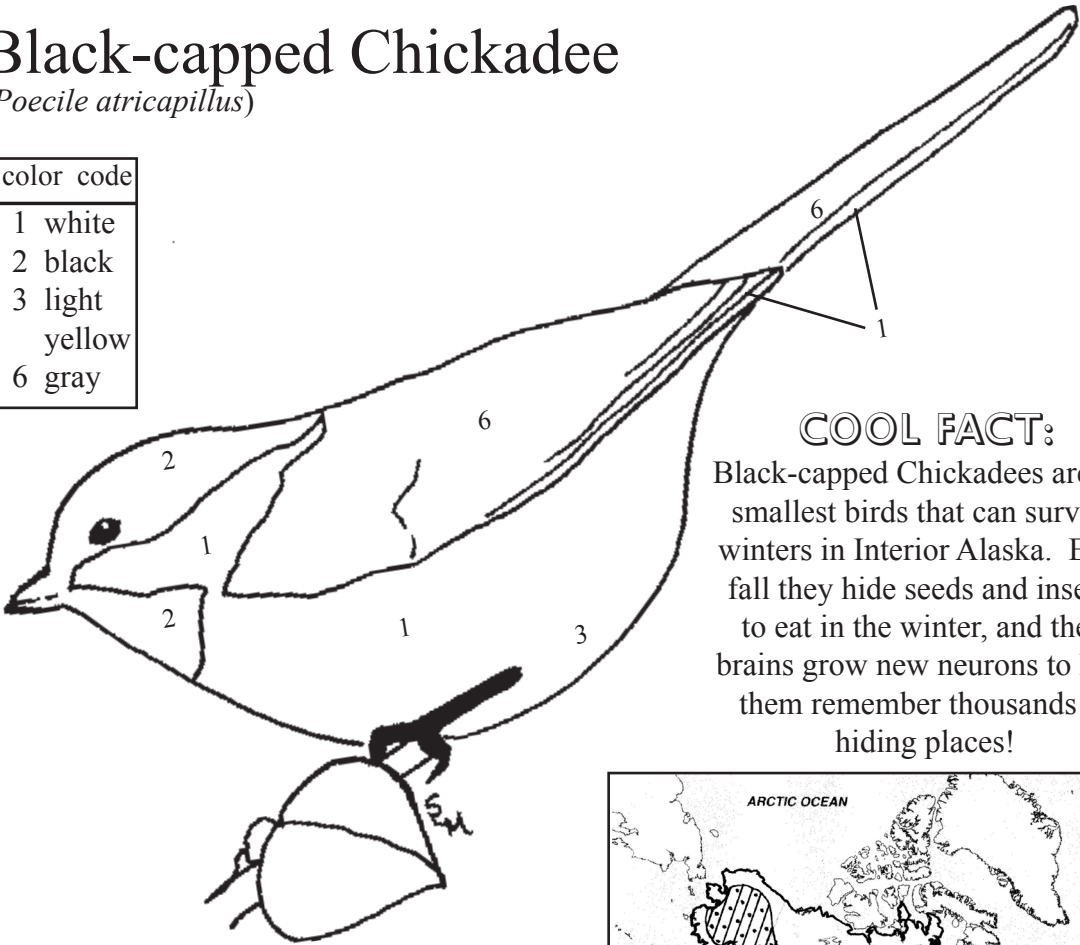 Black-capped Chickadee
Poecile atricapillus)
color code
1 white
2 black
3 light
yellow
6 gray
6
1
6
2
1
2
1
3
COOL FACT:
Black-capped Chickadees are
smallest birds that can
winters in Interior Alaska.
fall they hide seeds and
to eat in the winter, and
brains grow new neurons to
them remember thousands
hiding places!
SM
ARCTIC OCEAN